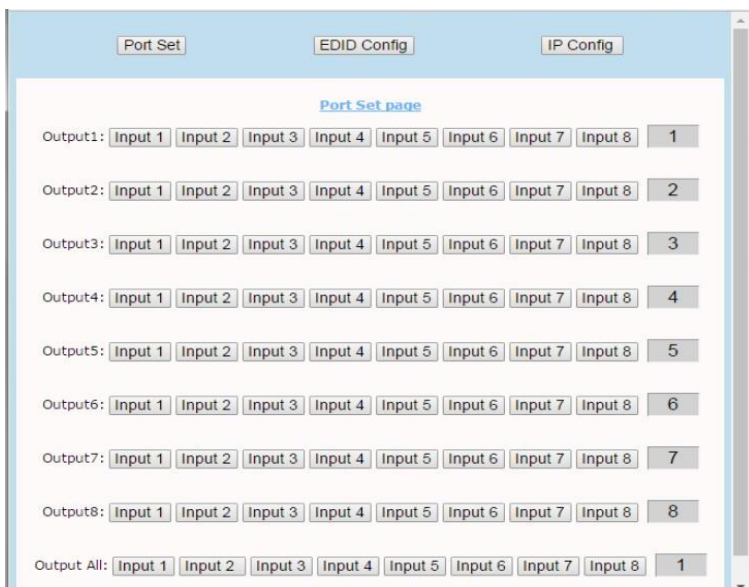 Port Set EDID Config IP Config
Port Set page
Output1: Input 1 Input 2 Input 3 Input 4 Input 5 Input 6 Input 7 Input 8 1
Output2: Input 1 Input 2 Input 3 Input 4 Input 5 Input 6 Input 7 Input 8 2
Output3: Input 1 Input 2 Input 3 Input 4 Input 5 Input 6 Input 7 Input 8 3
Output4: Input 1 Input 2 Input 3 Input 4 Input 5 Input 6 Input 7 Input 8 4
Output5: Input 1 Input 2 Input 3 Input 4 Input 5 Input 6 Input 7 Input 8 5
Output6: Input 1 Input 2 Input 3 Input 4 Input 5 Input 6 Input 7 Input 8 6
Output7: Input 1 Input 2 Input 3 Input 4 Input 5 Input 6 Input 7 Input 8 7
Output8: Input 1 Input 2 Input 3 Input 4 Input 5 Input 6 Input 7 Input 8 8
Output All: Input 1 Input 2 Input 3 Input 4 Input 5 Input 6 Input 7 Input 8 1